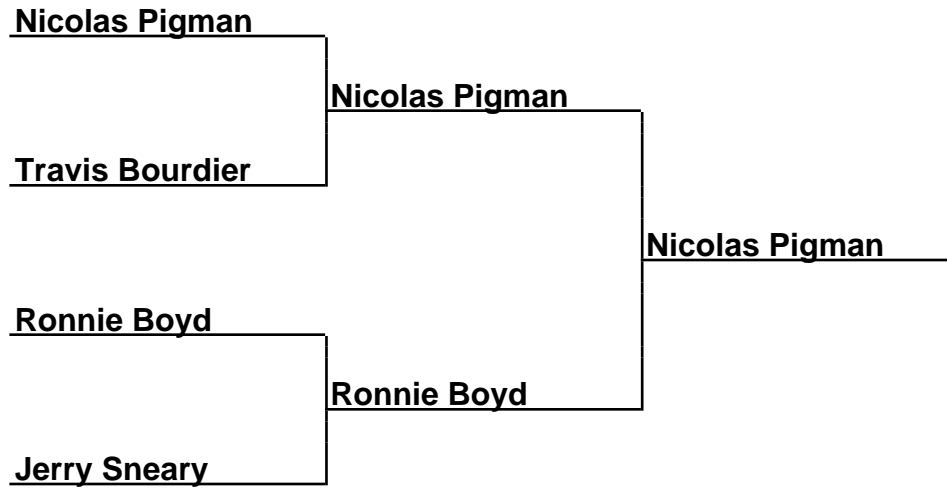 Nicolas Pigman
Nicolas Pigman
Travis Bourdier
Nicolas Pigman
Ronnie Boyd
Ronnie Boyd
Jerry Sneary